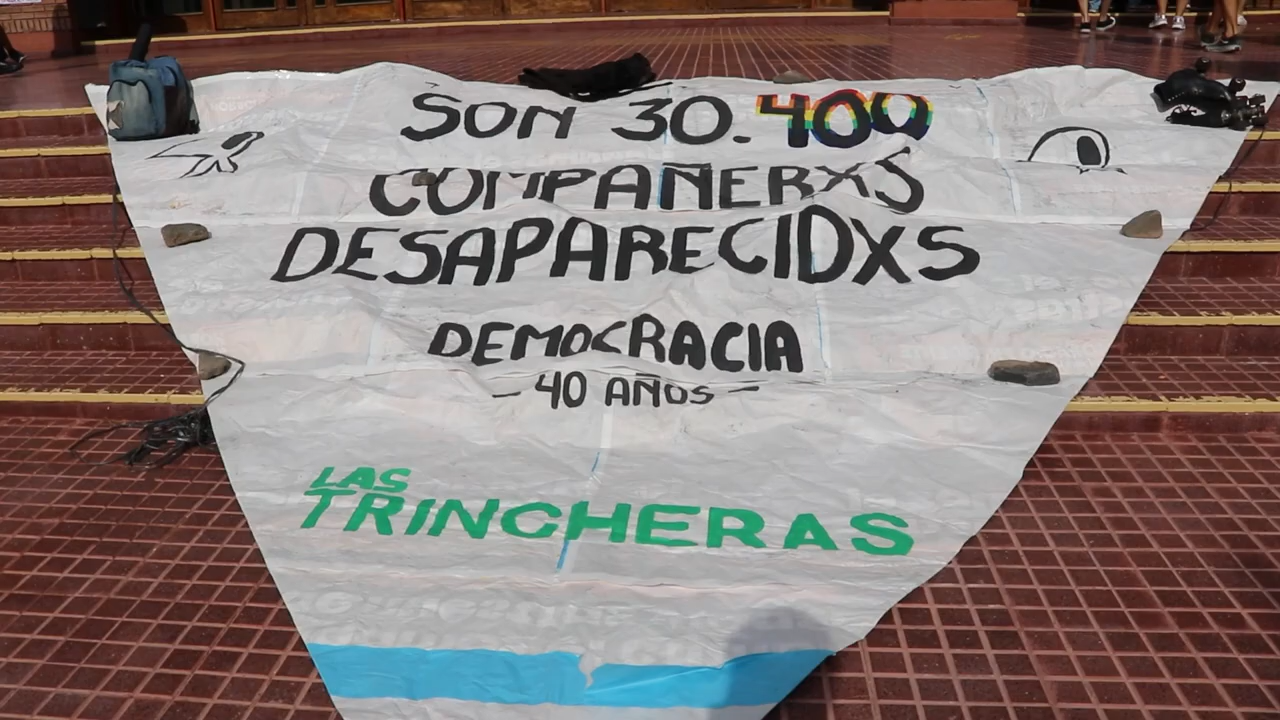 SON 30.400
COMPAÑERXS
DESAPARECIDXS
DEMOCRACIA
- 40 AÑOS -
LAS
TRINCHERAS